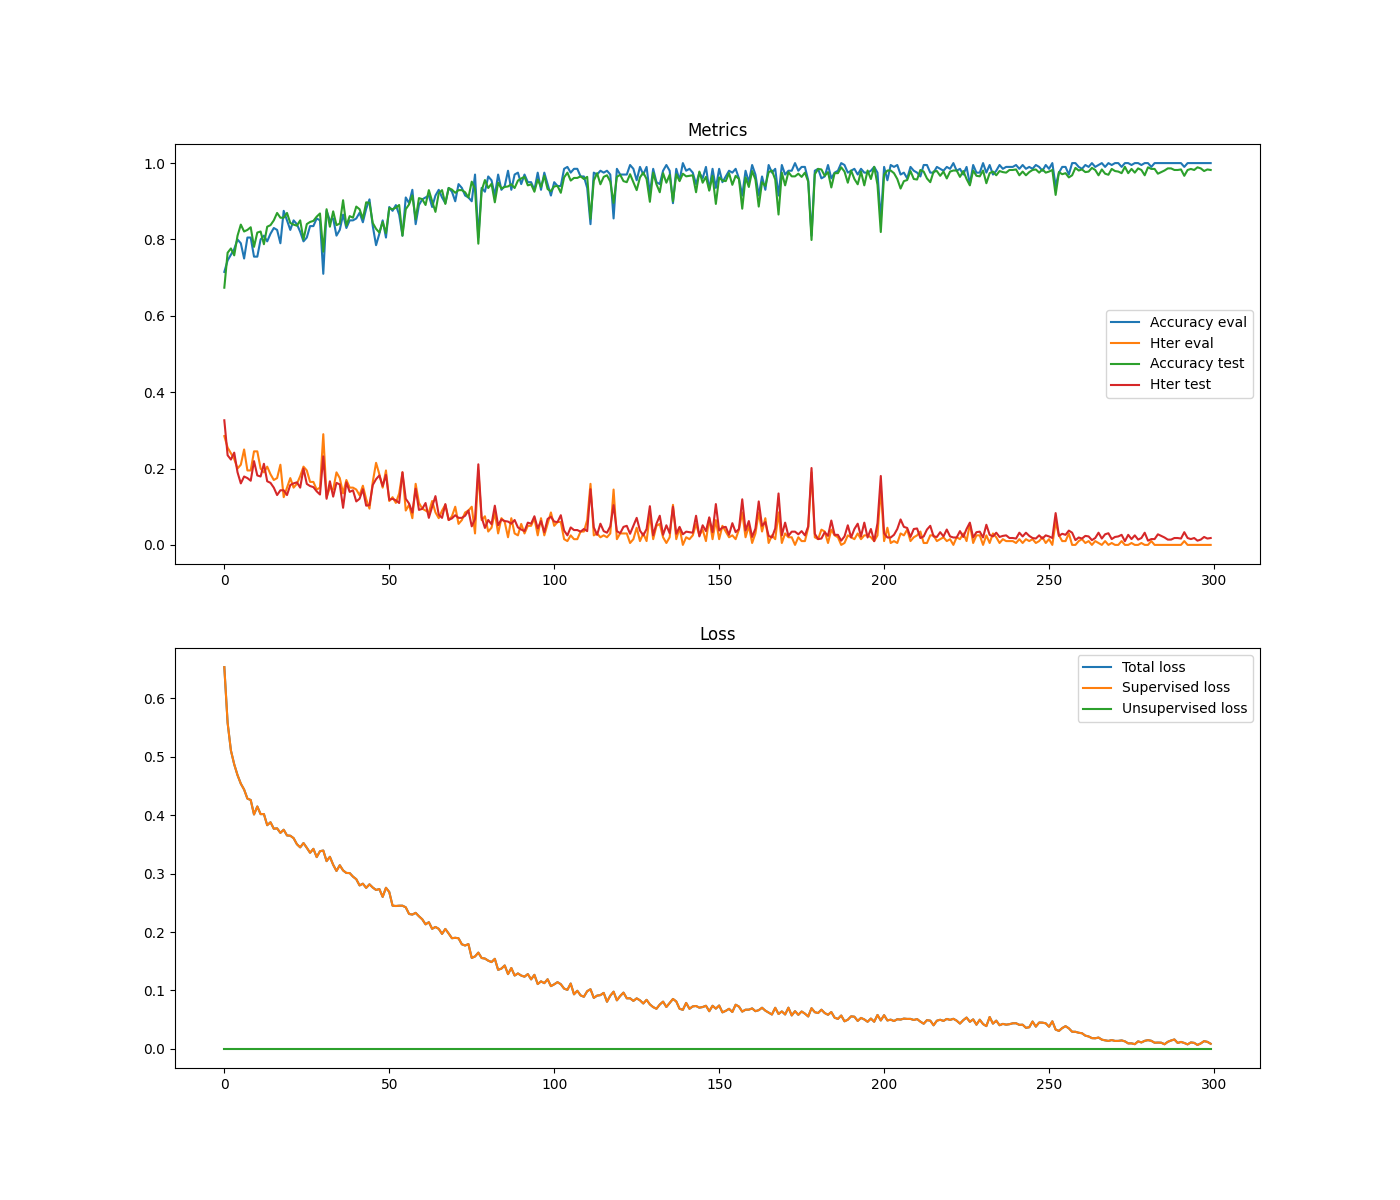 Metrics
1.0
0.8
0.6
0.4
0.2
0.0
Accuracy eval
Hter eval
Accuracy test
Hter test
0 50 100 150 200 250 300
Loss
0.6
0.5
0.4
0.3
0.2
0.1
0.0
Total loss
Supervised loss
Unsupervised loss
0 50 100 150 200 250 300